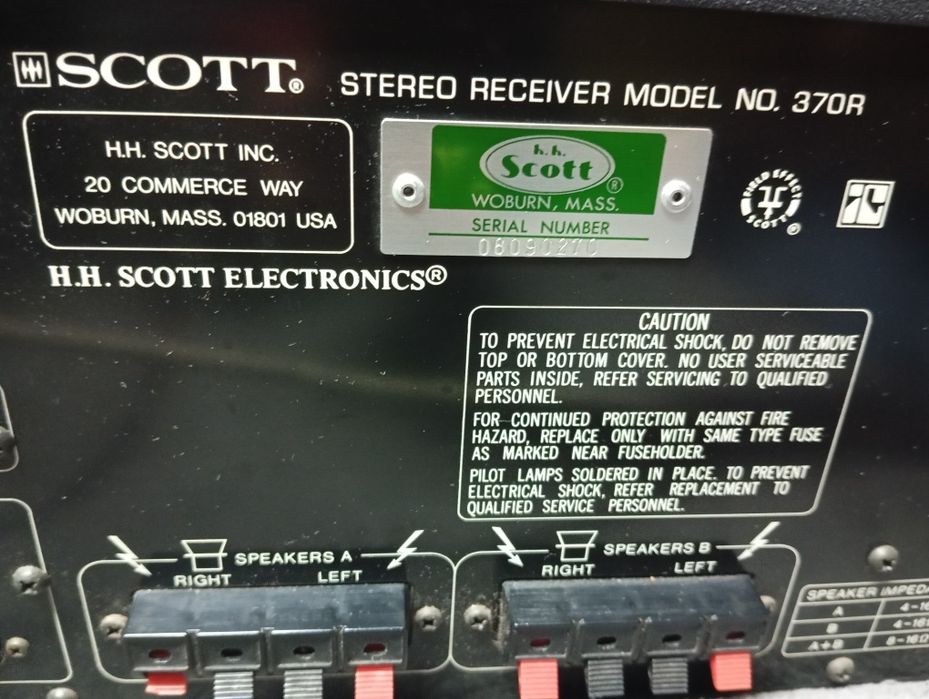 SCOTT®
STEREO RECEIVER MODEL NO. 370R
H.H. SCOTT INC.
20 COMMERCE WAY
WOBURN, MASS. 01801 USA
h.h.
Scott®
WOBURN, MASS.
SERIAL NUMBER
FIELD EFFECT
SCOTT®
H.H. SCOTT ELECTRONICS®
CAUTION
TO PREVENT ELECTRICAL SHOCK, DO NOT REMOVE
TOP OR BOTTOM COVER. NO USER SERVICEABLE
PARTS INSIDE, REFER SERVICING TO QUALIFIED
PERSONNEL.
FOR CONTINUED PROTECTION AGAINST FIRE
HAZARD, REPLACE ONLY WITH SAME TYPE FUSE
AS MARKED NEAR FUSEHOLDER.
PILOT LAMPS SOLDERED IN PLACE. TO PREVENT
ELECTRICAL SHOCK, REFER REPLACEMENT TO
QUALIFIED SERVICE PERSONNEL.
SPEAKERS A
RIGHT LEFT
SPEAKERS B
RIGHT LEFT
SPEAKER
A
B
A+B